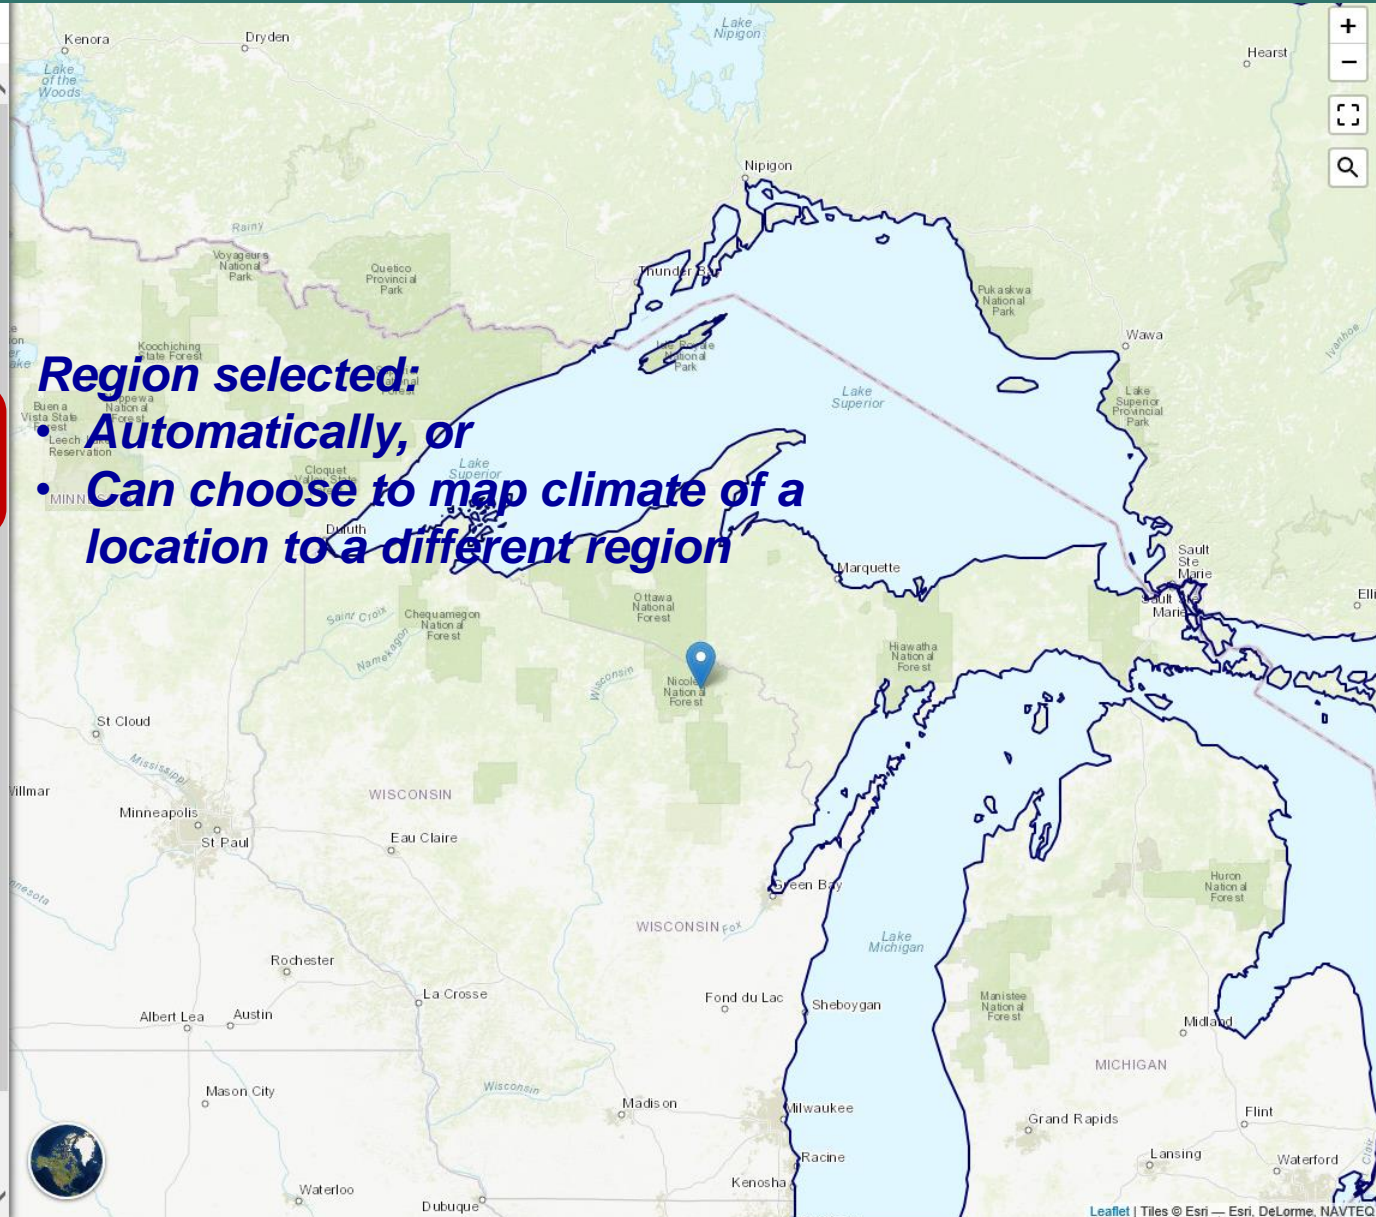 Kenora
Dryden
Lake
Nipigon
Hearst
Lake
of the
Woods
Nipigon
Rainy
Voyageurs
National
Park
Quetico
Provincial
Park
Thunder Bay
Pukaskwa
National
Park
Wawa
Ivanhoe
Koochiching
State Forest
Isle Royale
National
Park
Region selected:
• Automatically, or
• Can choose to map climate of a
location to a different region
Lake
Superior
Lake
Superior
Provincial
Park
Buena
Vista State
Forest
Leech Lake
Reservation
Cloquet
Lake
Superior
Duluth
Marquette
Sault
Ste
Marie
Sault Ste
Marie
Elli
Ottawa
National
Forest
Saint Croix
Namekagon
Chequamegon
National
Forest
Hiawatha
National
Forest
Wisconsin
Nicolet
National
Forest
St Cloud
Mississippi
Willmar
Minneapolis
St Paul
WISCONSIN
Eau Claire
Green Bay
Huron
National
Forest
WISCONSIN
Fox
Lake
Michigan
Rochester
La Crosse
Fond du Lac
Sheboygan
Manistee
National
Forest
Albert Lea
Austin
Midland
MICHIGAN
Mason City
Wisconsin
Madison
Milwaukee
Grand Rapids
Flint
Racine
Lansing
Waterford
Clair
Kenosha
Waterloo
Dubuque
Leaflet | Tiles © Esri — Esri, DeLorme, NAVTEQ